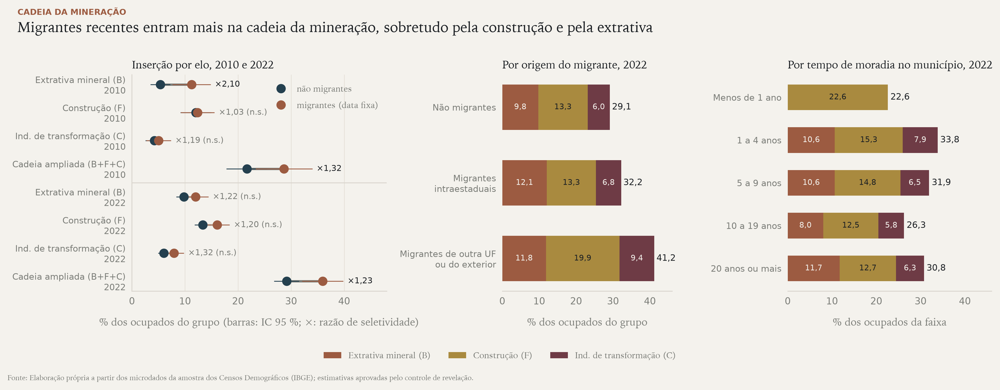 CADEIA DA MINERAÇÃO
Migrantes recentes entram mais na cadeia da mineração, sobretudo pela construção e pela extrativa
Inserção por elo, 2010 e 2022
Extrativa mineral (B)
2010
×2,10
Construção (F)
2010
×1,03 (n.s.)
Ind. de transformação (C)
2010
×1,19 (n.s.)
Cadeia ampliada (B+F+C)
2010
×1,32
Extrativa mineral (B)
2022
×1,22 (n.s.)
Construção (F)
2022
×1,20 (n.s.)
Ind. de transformação (C)
2022
×1,32 (n.s.)
Cadeia ampliada (B+F+C)
2022
×1,23
não migrantes
migrantes (data fixa)
0 10 20 30 40
% dos ocupados do grupo (barras: IC 95 %; ×: razão de seletividade)
Por origem do migrante, 2022
Não migrantes
9,8 13,3 6,0 29,1
Migrantes
intraestaduais
12,1 13,3 6,8 32,2
Migrantes de outra UF
ou do exterior
11,8 19,9 9,4 41,2
0 10 20 30 40
% dos ocupados do grupo
Por tempo de moradia no município, 2022
Menos de 1 ano 22,6 22,6
1 a 4 anos 10,6 15,3 7,9 33,8
5 a 9 anos 10,6 14,8 6,5 31,9
10 a 19 anos 8,0 12,5 5,8 26,3
20 anos ou mais 11,7 12,7 6,3 30,8
0 10 20 30 40
% dos ocupados da faixa
Extrativa mineral (B) Construção (F) Ind. de transformação (C)
Fonte: Elaboração própria a partir dos microdados da amostra dos Censos Demográficos (IBGE); estimativas aprovadas pelo controle de revelação.